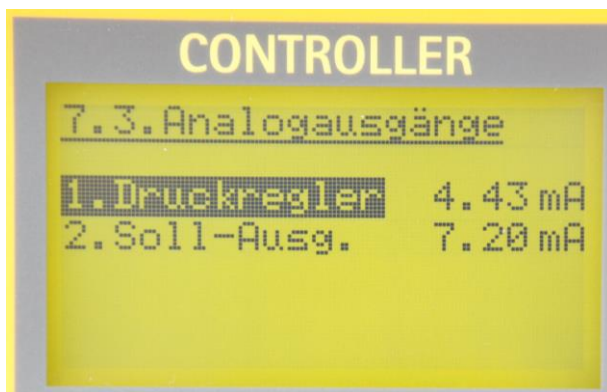 CONTROLLER
7.3.Analogausgänge
1.Druckregler 4.43 mA
2.Soll-Ausg. 7.20 mA